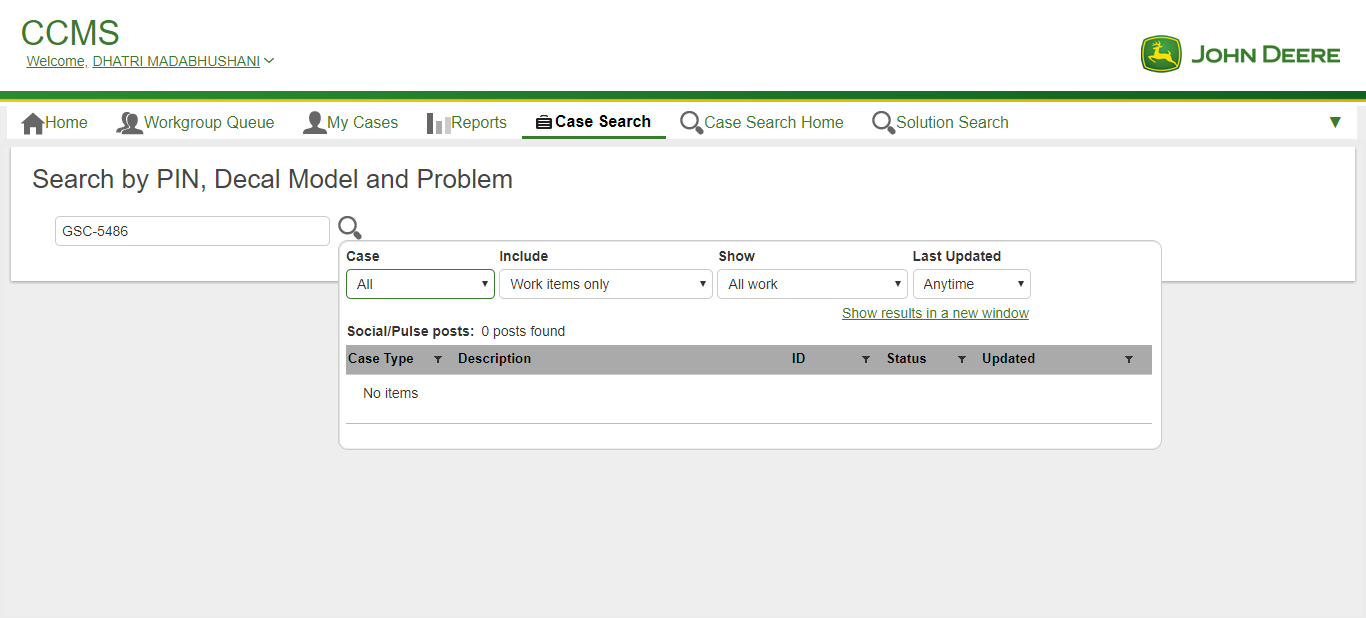 CCMS
Welcome, DHATRI MADABHUSHANI
JOHN DEERE
Home Workgroup Queue My Cases Reports Case Search Case Search Home Solution Search
Search by PIN, Decal Model and Problem
GSC-5486
Case Include Show Last Updated
All Work items only All work Anytime
Show results in a new window
Social/Pulse posts: 0 posts found
Case Type Description ID Status Updated
No items